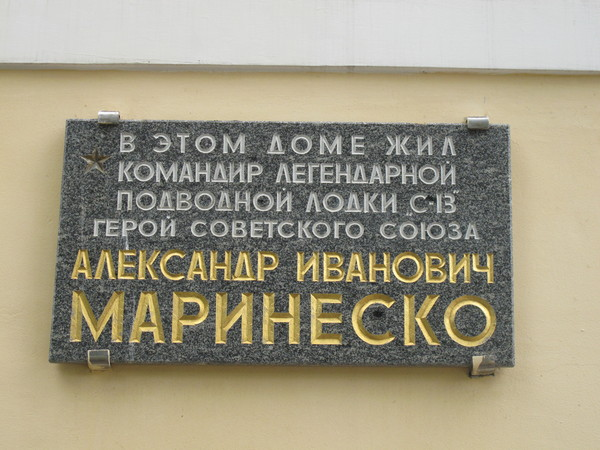 В ЭТОМ ДОМЕ ЖИЛ
КОМАНДИР ЛЕГЕНДАРНОЙ
ПОДВОДНОЙ ЛОДКИ "С-13"
ГЕРОЙ СОВЕТСКОГО СОЮЗА
АЛЕКСАНДР ИВАНОВИЧ
МАРИНЕСКО